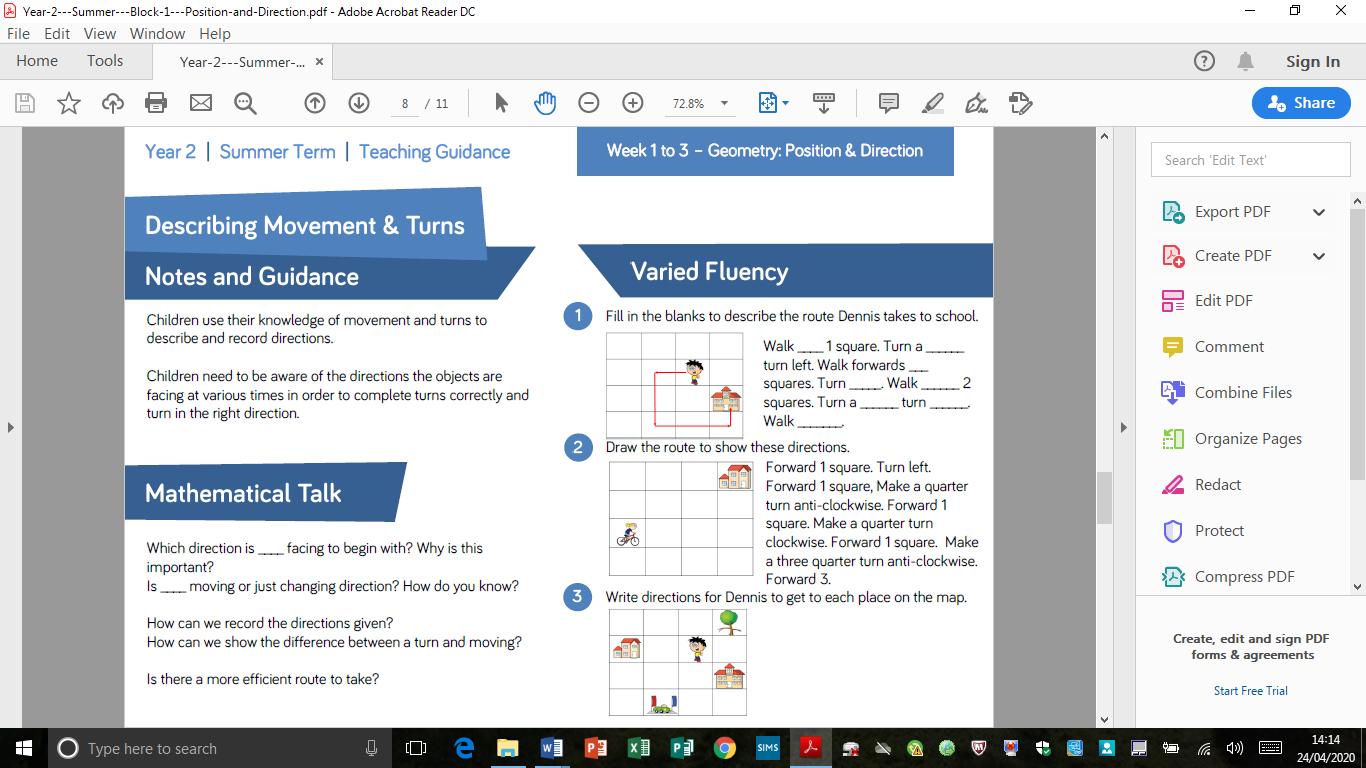 Year-2---Summer---Block-1---Position-and-Direction.pdf - Adobe Acrobat Reader DC
File Edit View Window Help
Home Tools Year-2---Summer-... × Sign In
8 / 11 72.8% Share
Year 2 | Summer Term | Teaching Guidance
Week 1 to 3 – Geometry: Position & Direction
Describing Movement & Turns
Notes and Guidance
Children use their knowledge of movement and turns to
describe and record directions.
Children need to be aware of the directions the objects are
facing at various times in order to complete turns correctly and
turn in the right direction.
Mathematical Talk
Which direction is ____ facing to begin with? Why is this
important?
Is ____ moving or just changing direction? How do you know?
How can we record the directions given?
How can we show the difference between a turn and moving?
Is there a more efficient route to take?
Varied Fluency
1 Fill in the blanks to describe the route Dennis takes to school.
Walk ____ 1 square. Turn a ______
turn left. Walk forwards ___
squares. Turn _____. Walk ______ 2
squares. Turn a ______ turn ______.
Walk _______.
2 Draw the route to show these directions.
Forward 1 square. Turn left.
Forward 1 square, Make a quarter
turn anti-clockwise. Forward 1
square. Make a quarter turn
clockwise. Forward 1 square. Make
a three quarter turn anti-clockwise.
Forward 3.
3 Write directions for Dennis to get to each place on the map.
Search 'Edit Text'
Export PDF
Create PDF
Edit PDF
Comment
Combine Files
Organize Pages
Redact
Protect
Compress PDF
Create, edit and sign PDF
forms & agreements
Start Free Trial
Type here to search
SIMS
14:14
24/04/2020